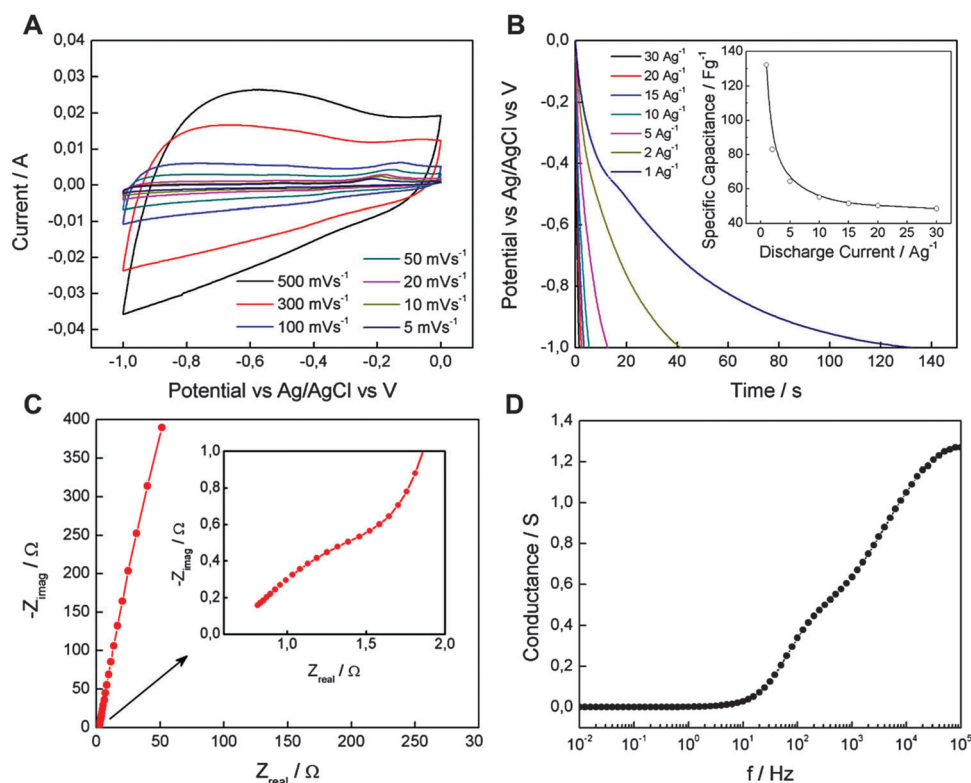 A
0,04
0,03
0,02
0,01
0,00
-0,01
-0,02
-0,03
-0,04
Current / A
500 mVs⁻¹
300 mVs⁻¹
100 mVs⁻¹
50 mVs⁻¹
20 mVs⁻¹
10 mVs⁻¹
5 mVs⁻¹
-1,0 -0,8 -0,6 -0,4 -0,2 0,0
Potential vs Ag/AgCl vs V
B
0,0
-0,2
-0,4
-0,6
-0,8
-1,0
Potential vs Ag/AgCl vs V
30 Ag⁻¹
20 Ag⁻¹
15 Ag⁻¹
10 Ag⁻¹
5 Ag⁻¹
2 Ag⁻¹
1 Ag⁻¹
Specific Capacitance / Fg⁻¹
140
120
100
80
60
40
0 5 10 15 20 25 30
Discharge Current / Ag⁻¹
0 20 40 60 80 100 120 140
Time / s
C
400
350
300
250
200
150
100
50
0
-Z_imag / Ω
1,0
0,8
0,6
0,4
0,2
0,0
-Z_imag / Ω
1,0 1,5 2,0
Z_real / Ω
0 50 100 150 200 250 300
Z_real / Ω
D
1,4
1,2
1,0
0,8
0,6
0,4
0,2
0,0
Conductance / S
10⁻² 10⁻¹ 10⁰ 10¹ 10² 10³ 10⁴ 10⁵
f / Hz